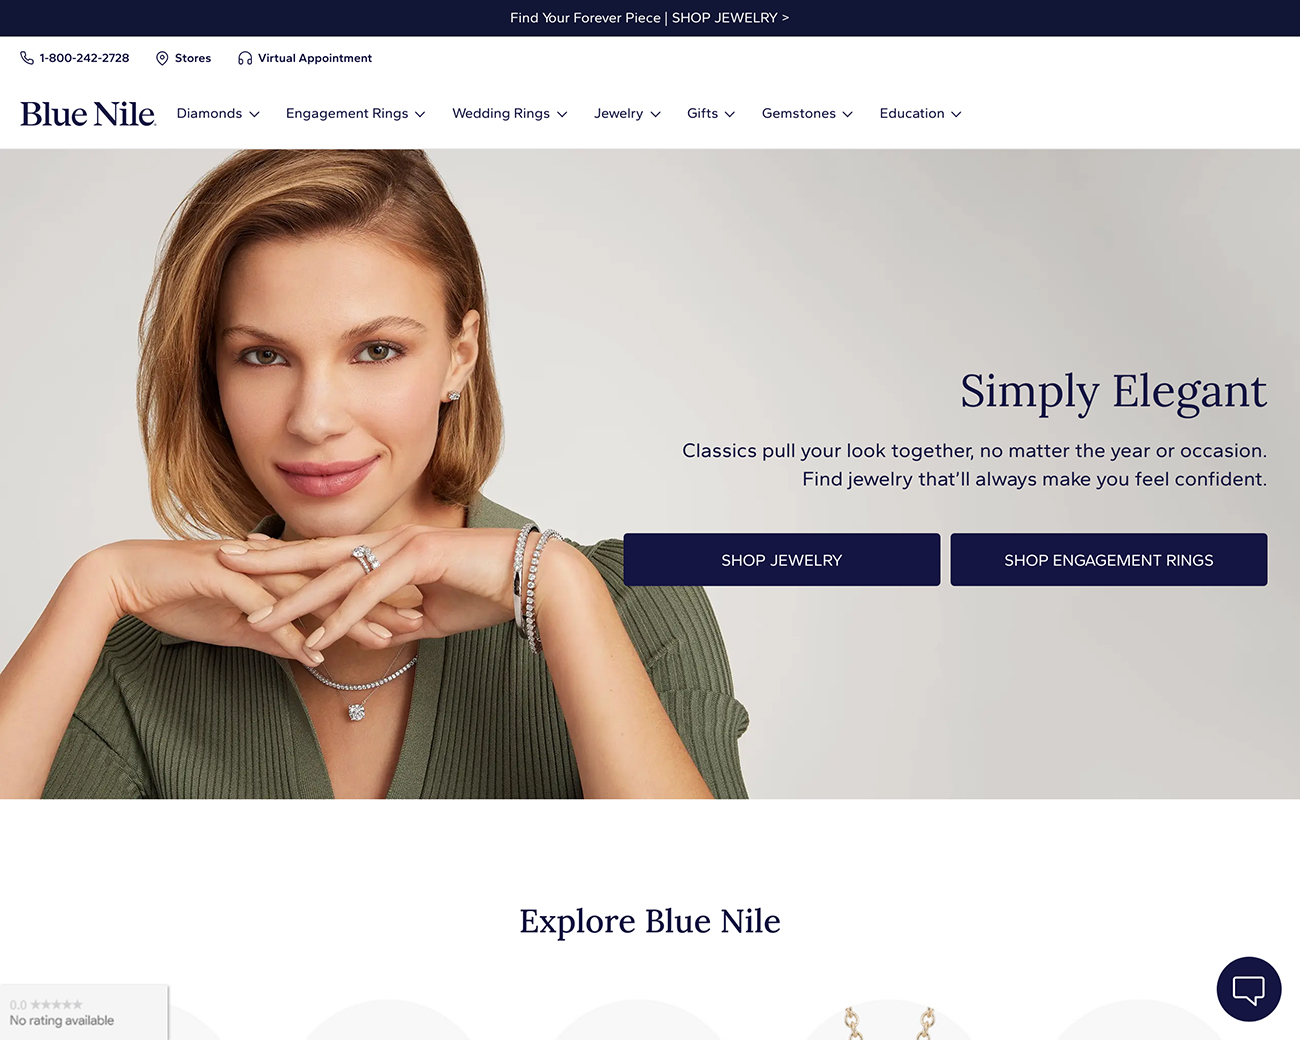 Find Your Forever Piece | SHOP JEWELRY >
1-800-242-2728 Stores Virtual Appointment
Blue Nile Diamonds Engagement Rings Wedding Rings Jewelry Gifts Gemstones Education
Simply Elegant
Classics pull your look together, no matter the year or occasion.
Find jewelry that'll always make you feel confident.
SHOP JEWELRY SHOP ENGAGEMENT RINGS
Explore Blue Nile
0.0 ★★★★★
No rating available